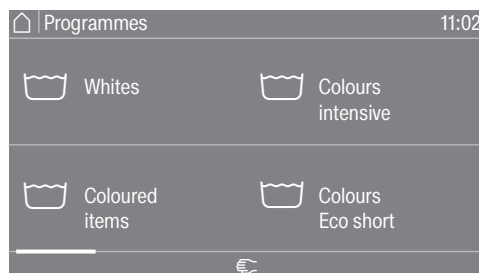 Programmes 11:02
Whites
Colours
intensive
Coloured
items
Colours
Eco short